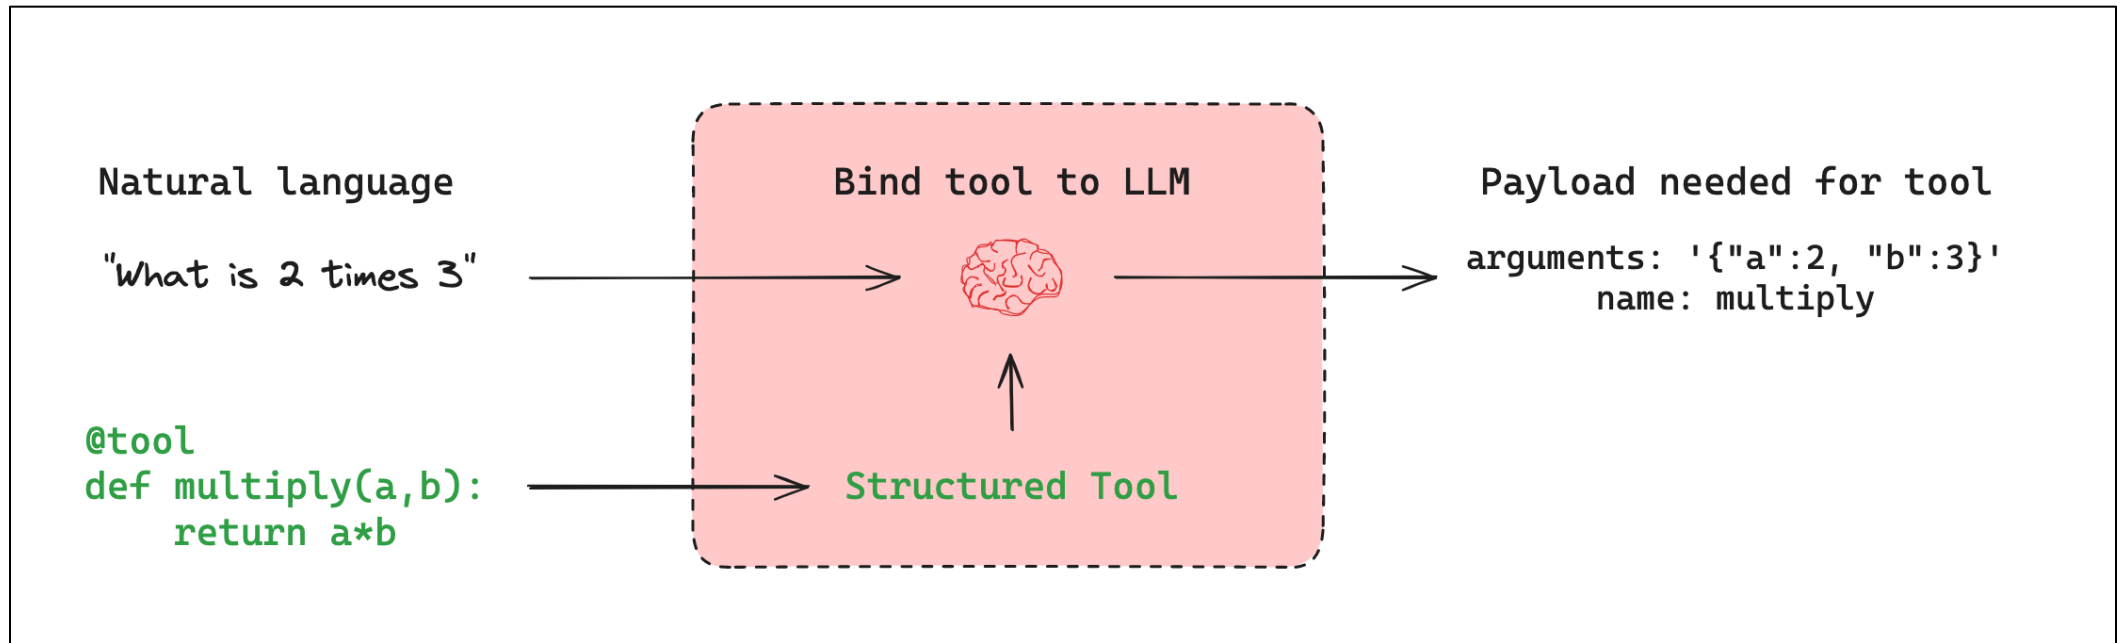 Natural language
"What is 2 times 3"
@tool
def multiply(a,b):
    return a*b
Bind tool to LLM
Structured Tool
Payload needed for tool
arguments: '{"a":2, "b":3}'
name: multiply